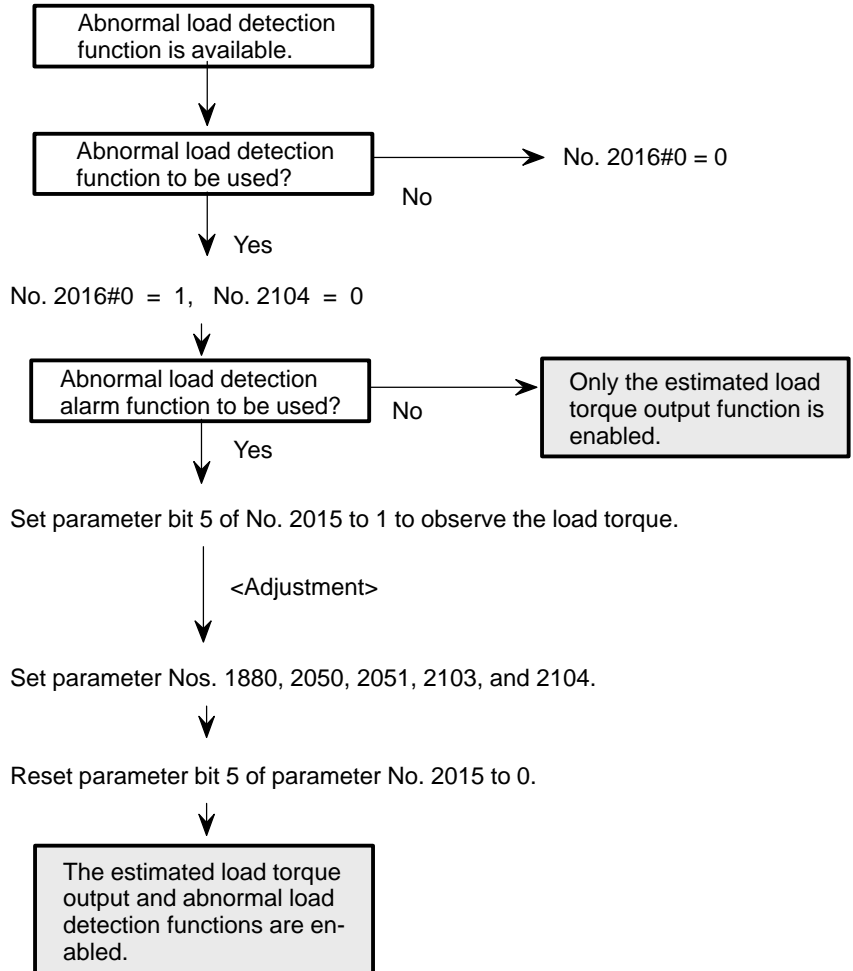 Abnormal load detection
function is available.
Abnormal load detection
function to be used?
No. 2016#0 = 0
No
Yes
No. 2016#0 = 1, No. 2104 = 0
Abnormal load detection
alarm function to be used?
No
Only the estimated load
torque output function is
enabled.
Yes
Set parameter bit 5 of No. 2015 to 1 to observe the load torque.
<Adjustment>
Set parameter Nos. 1880, 2050, 2051, 2103, and 2104.
Reset parameter bit 5 of parameter No. 2015 to 0.
The estimated load torque
output and abnormal load
detection functions are en-
abled.